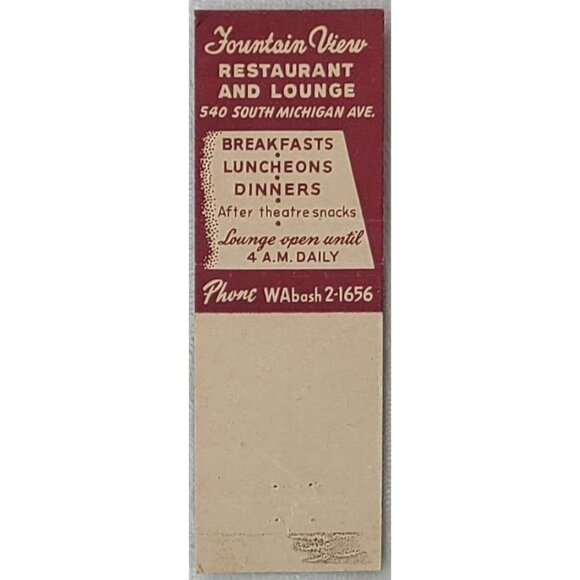 Fountain View
RESTAURANT
AND LOUNGE
540 SOUTH MICHIGAN AVE.
BREAKFASTS
LUNCHEONS
DINNERS
After theatre snacks
Lounge open until
4 A.M. DAILY
Phone WAbash 2-1656